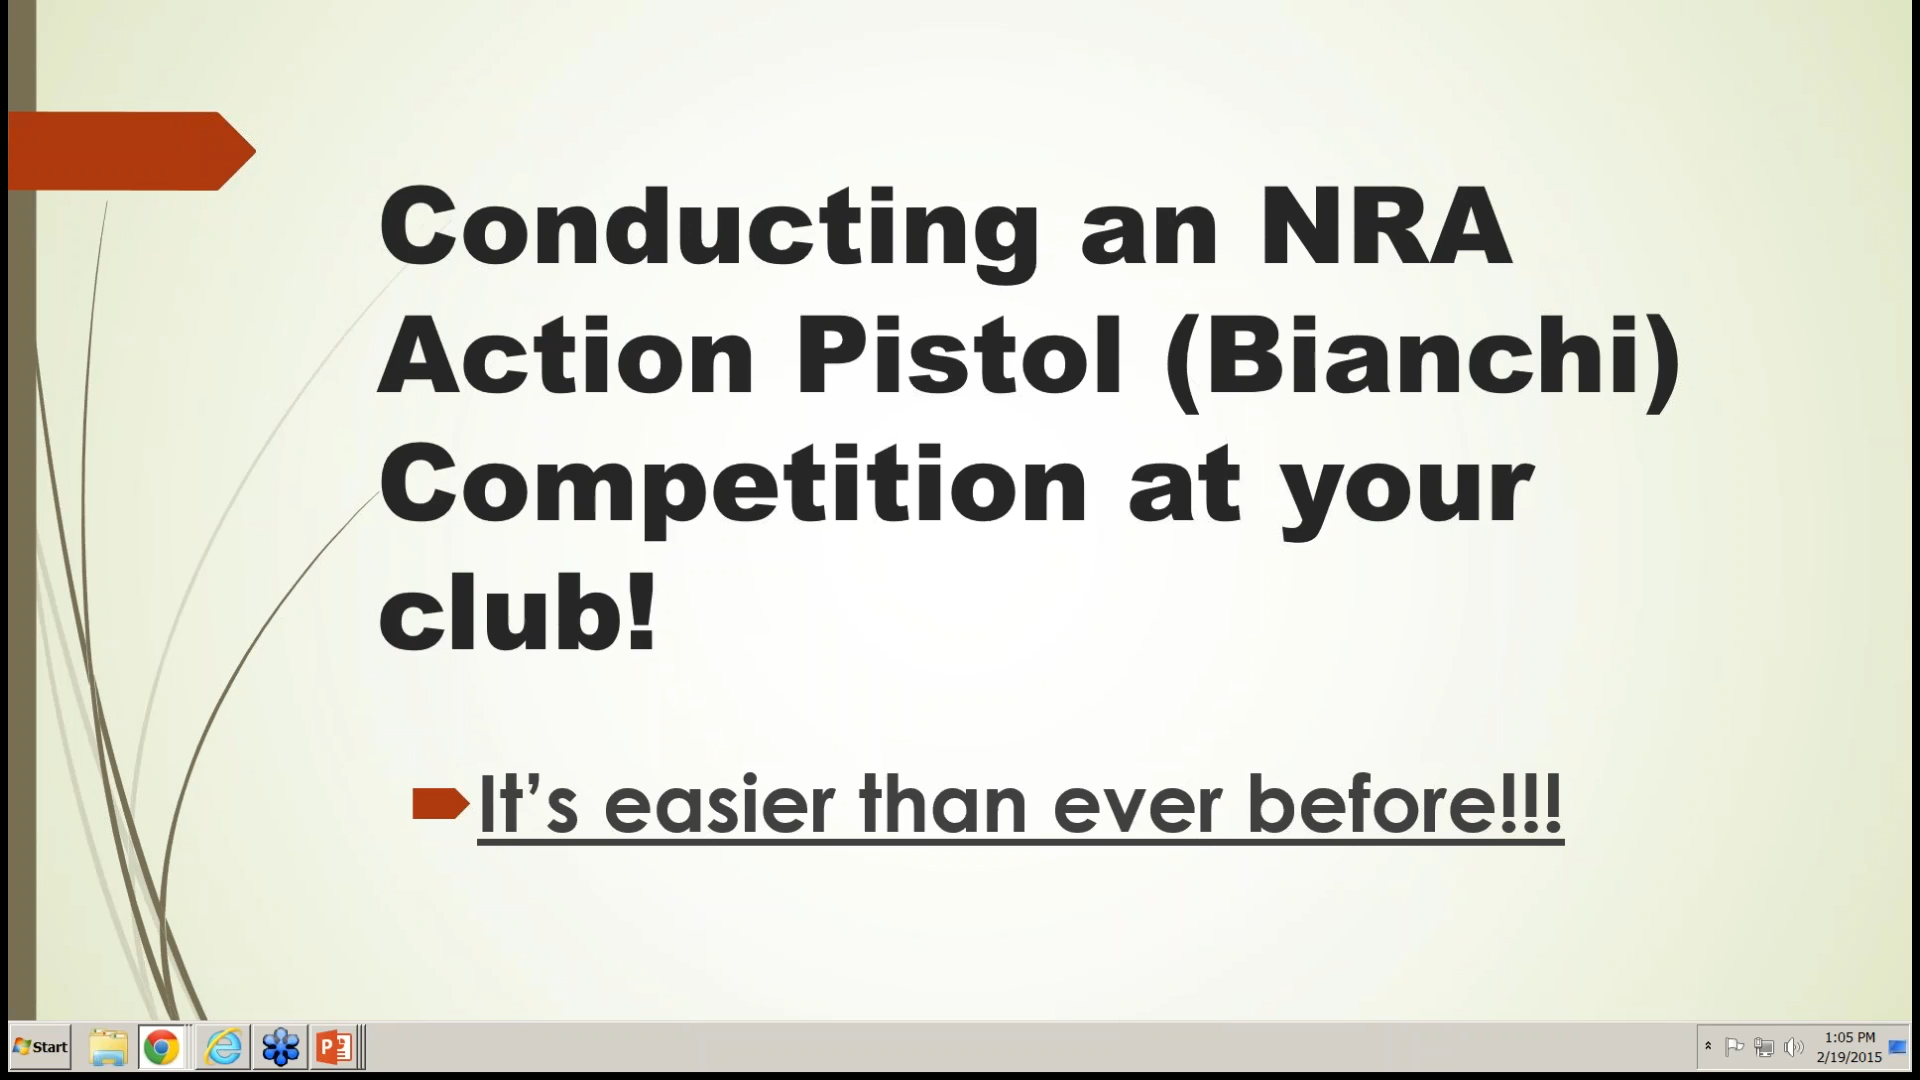 Conducting an NRA
Action Pistol (Bianchi)
Competition at your
club!
It’s easier than ever before!!!
Start
P
1:05 PM
2/19/2015